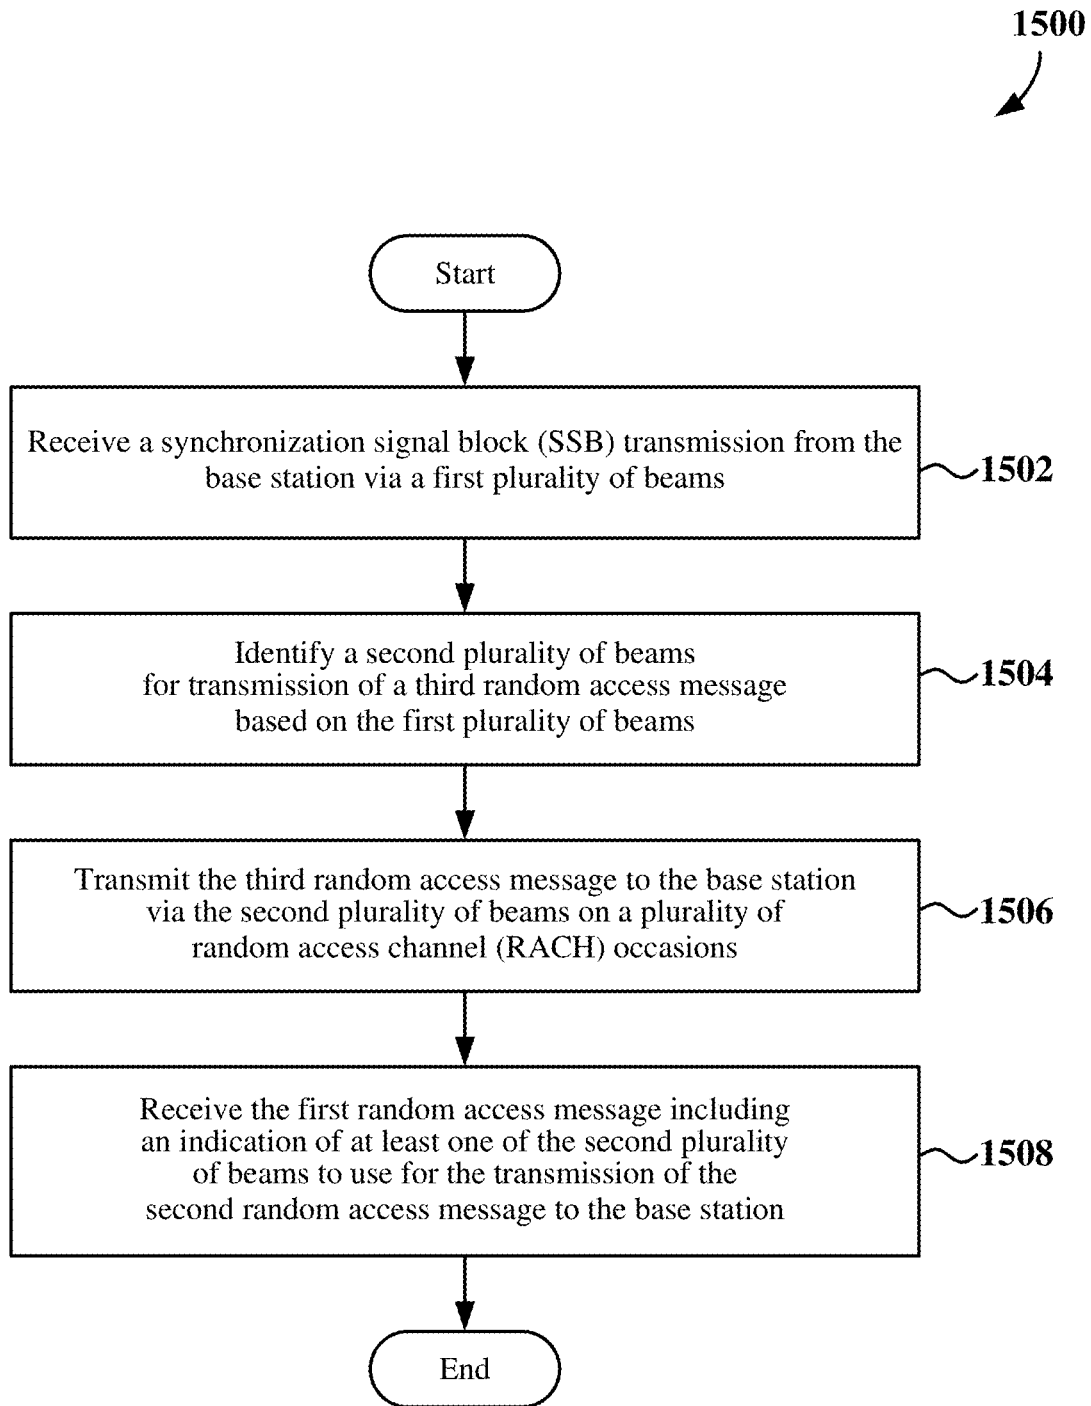 1500
Start
Receive a synchronization signal block (SSB) transmission from the
base station via a first plurality of beams
1502
Identify a second plurality of beams
for transmission of a third random access message
based on the first plurality of beams
1504
Transmit the third random access message to the base station
via the second plurality of beams on a plurality of
random access channel (RACH) occasions
1506
Receive the first random access message including
an indication of at least one of the second plurality
of beams to use for the transmission of the
second random access message to the base station
1508
End